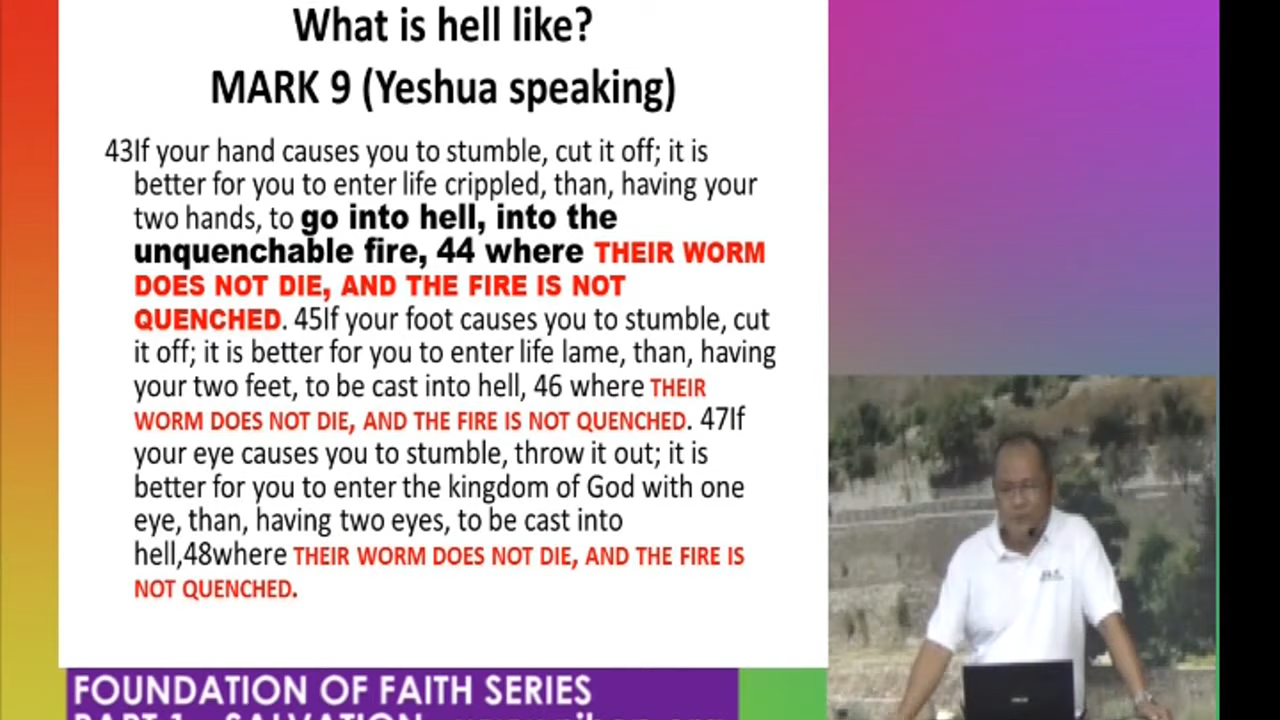 What is hell like?
MARK 9 (Yeshua speaking)
43If your hand causes you to stumble, cut it off; it is
better for you to enter life crippled, than, having your
two hands, to go into hell, into the
unquenchable fire, 44 where THEIR WORM
DOES NOT DIE, AND THE FIRE IS NOT
QUENCHED. 45If your foot causes you to stumble, cut
it off; it is better for you to enter life lame, than, having
your two feet, to be cast into hell, 46 where THEIR
WORM DOES NOT DIE, AND THE FIRE IS NOT QUENCHED. 47If
your eye causes you to stumble, throw it out; it is
better for you to enter the kingdom of God with one
eye, than, having two eyes, to be cast into
hell,48where THEIR WORM DOES NOT DIE, AND THE FIRE IS
NOT QUENCHED.
FOUNDATION OF FAITH SERIES
PART 1 - SALVATION